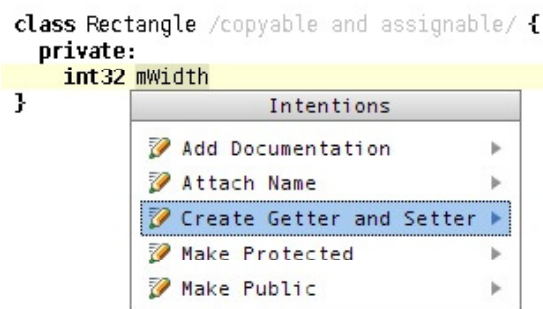 class Rectangle /copyable and assignable/ {
private:
int32 mWidth
}
Intentions
Add Documentation
Attach Name
Create Getter and Setter
Make Protected
Make Public